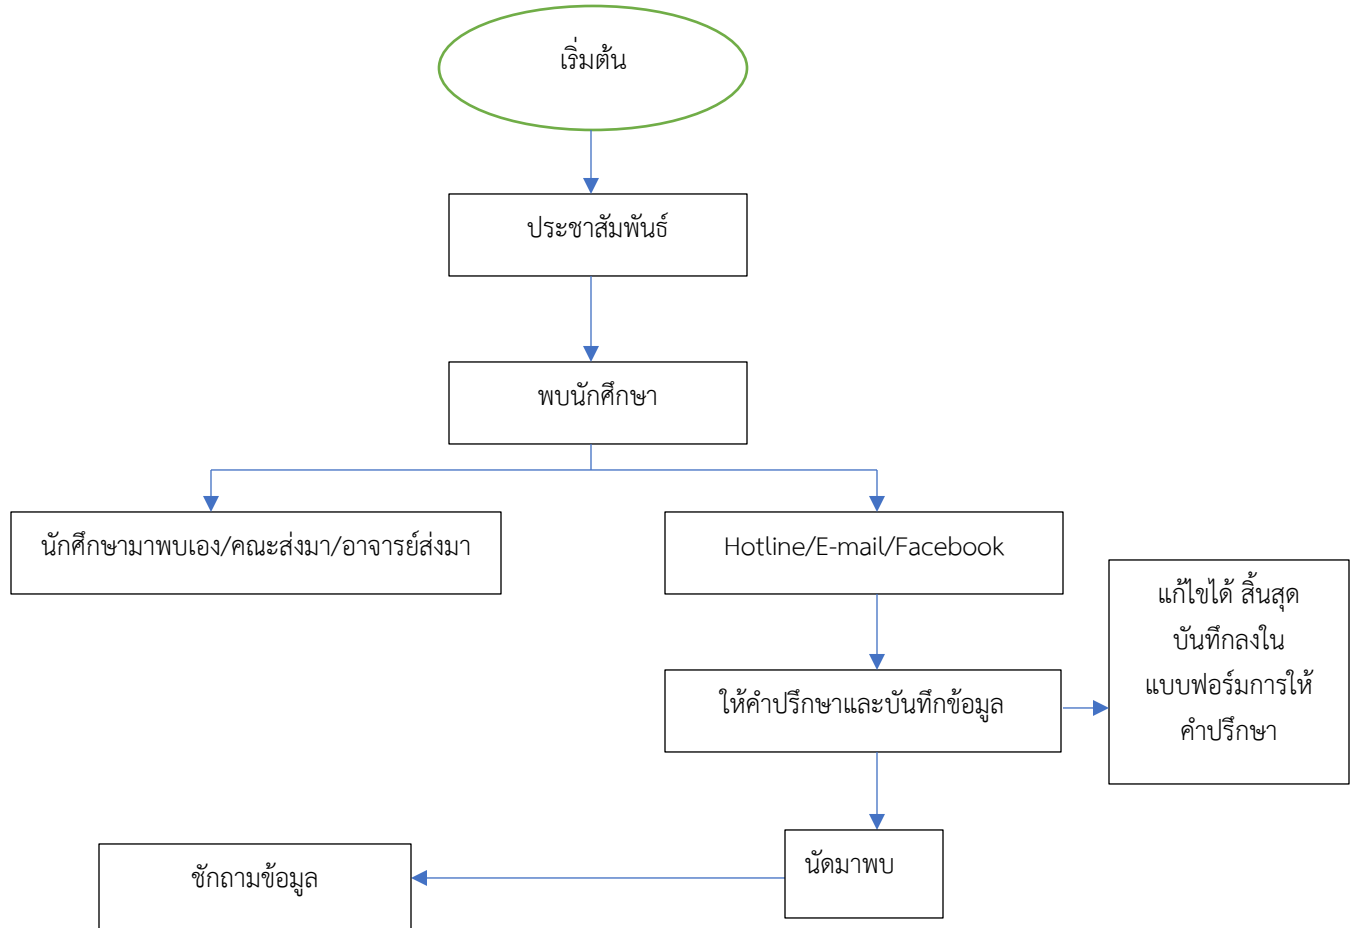 เริ่มต้น
ประชาสัมพันธ์
พบนักศึกษา
นักศึกษามาพบเอง/คณะส่งมา/อาจารย์ส่งมา
Hotline/E-mail/Facebook
แก้ไขได้ สิ้นสุด
บันทึกลงใน
แบบฟอร์มการให้
คำปรึกษา
ให้คำปรึกษาและบันทึกข้อมูล
นัดมาพบ
ซักถามข้อมูล